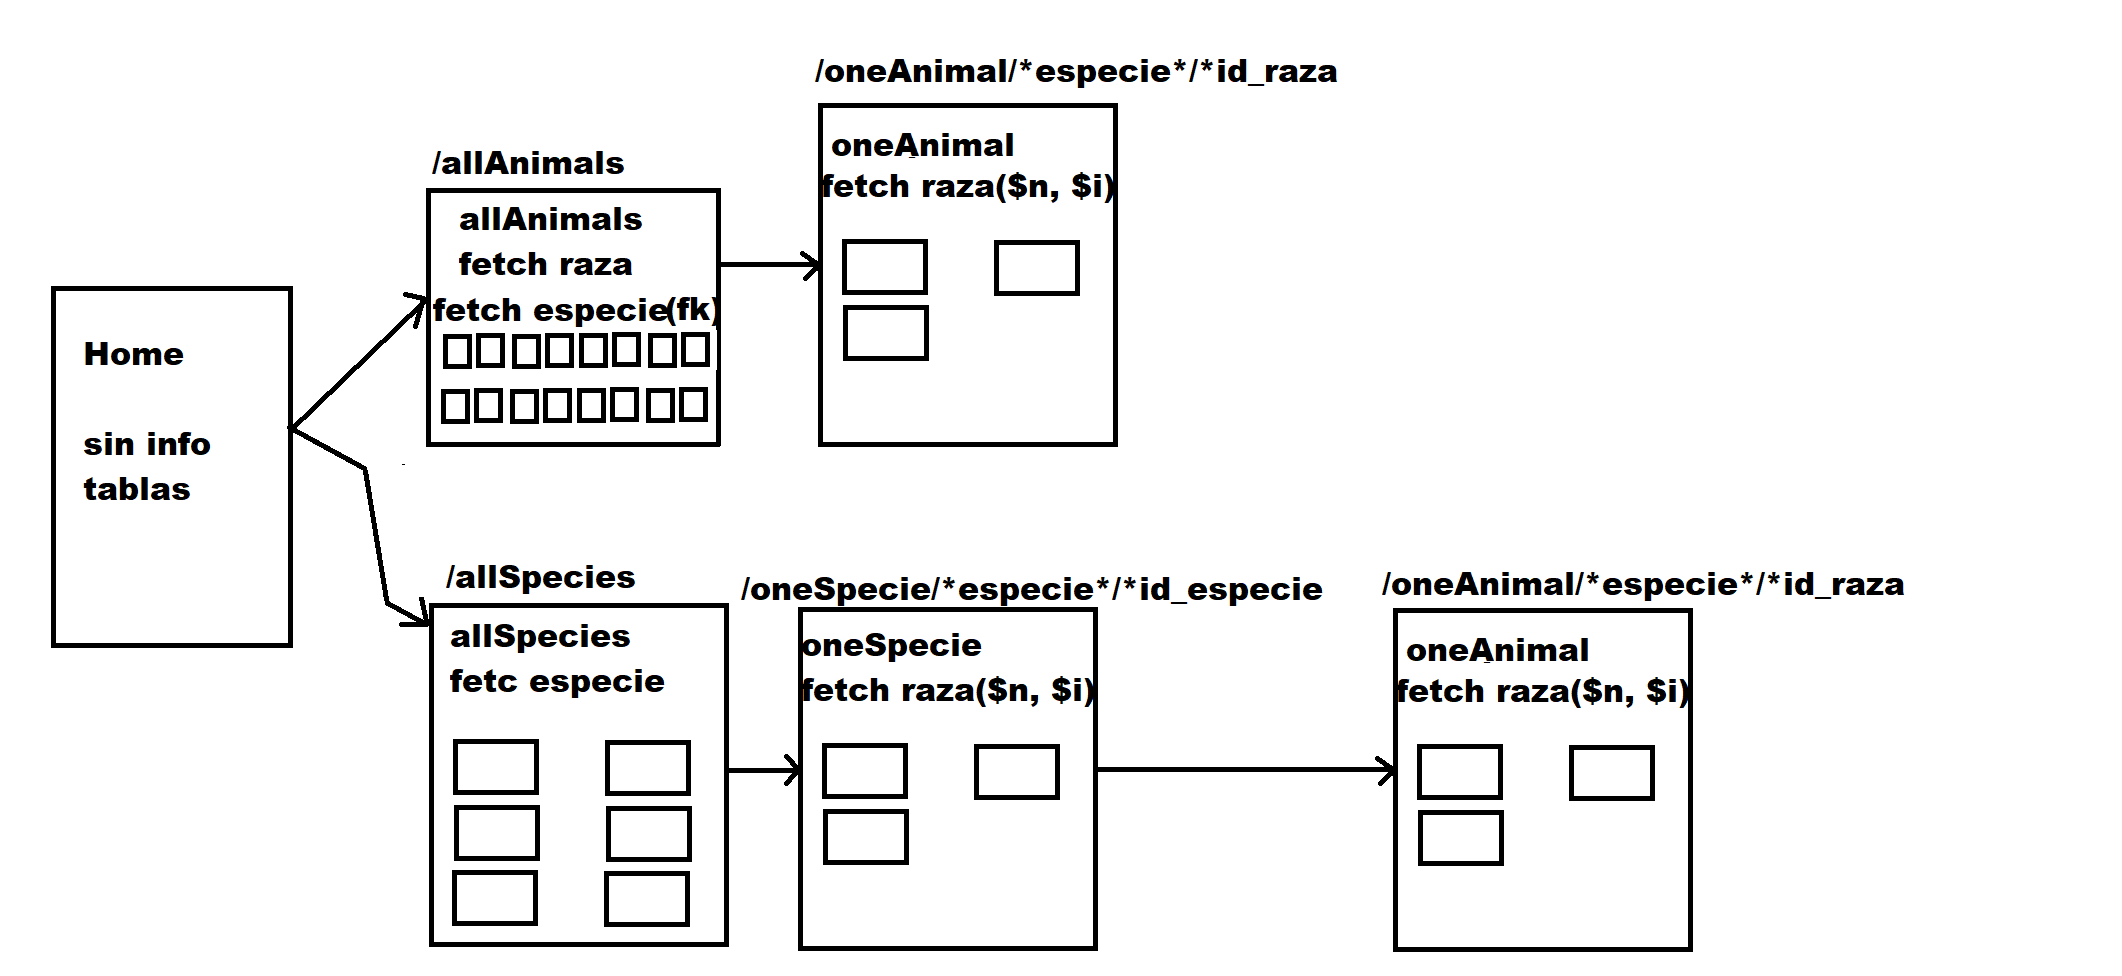 /oneAnimal/*especie*/*id_raza
oneAnimal
fetch raza($n, $i)
/allAnimals
allAnimals
fetch raza
fetch especie(fk)
Home
sin info
tablas
/allSpecies
allSpecies
fetc especie
/oneSpecie/*especie*/*id_especie
oneSpecie
fetch raza($n, $i)
/oneAnimal/*especie*/*id_raza
oneAnimal
fetch raza($n, $i)